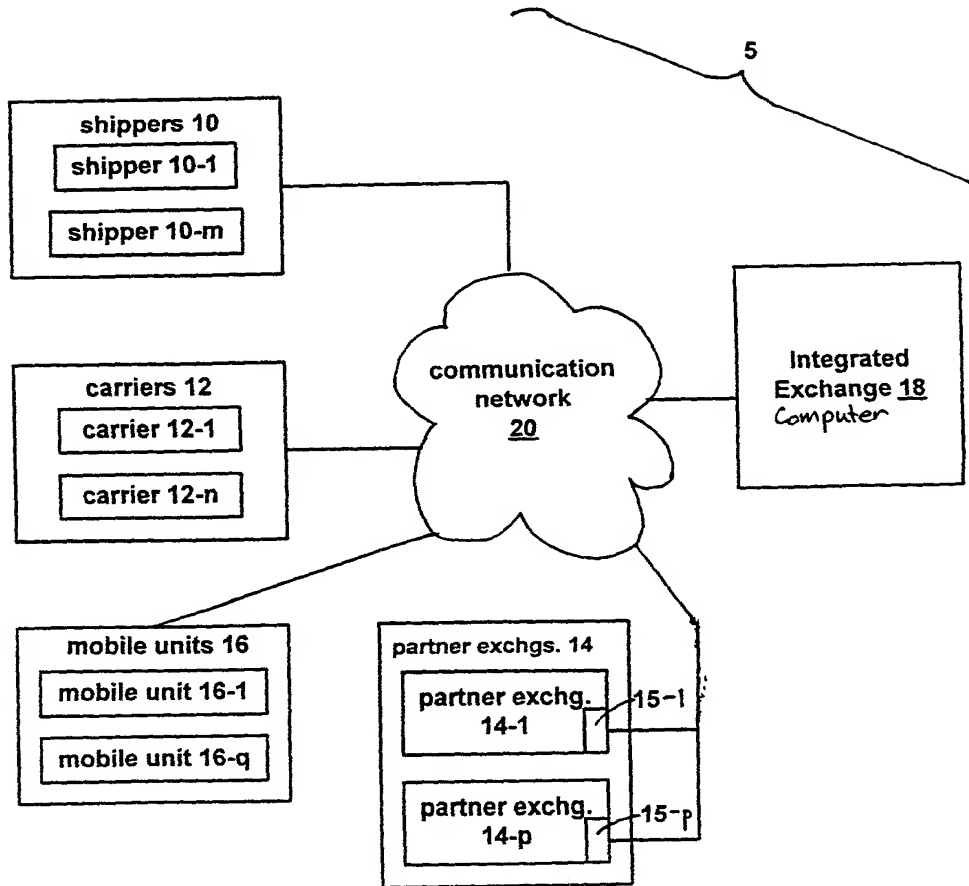 5
shippers 10
shipper 10-1
shipper 10-m
communication
network
20
Integrated
Exchange 18
Computer
carriers 12
carrier 12-1
carrier 12-n
mobile units 16
mobile unit 16-1
mobile unit 16-q
partner exchgs. 14
partner exchg.
14-1
15-1
partner exchg.
14-p
15-p